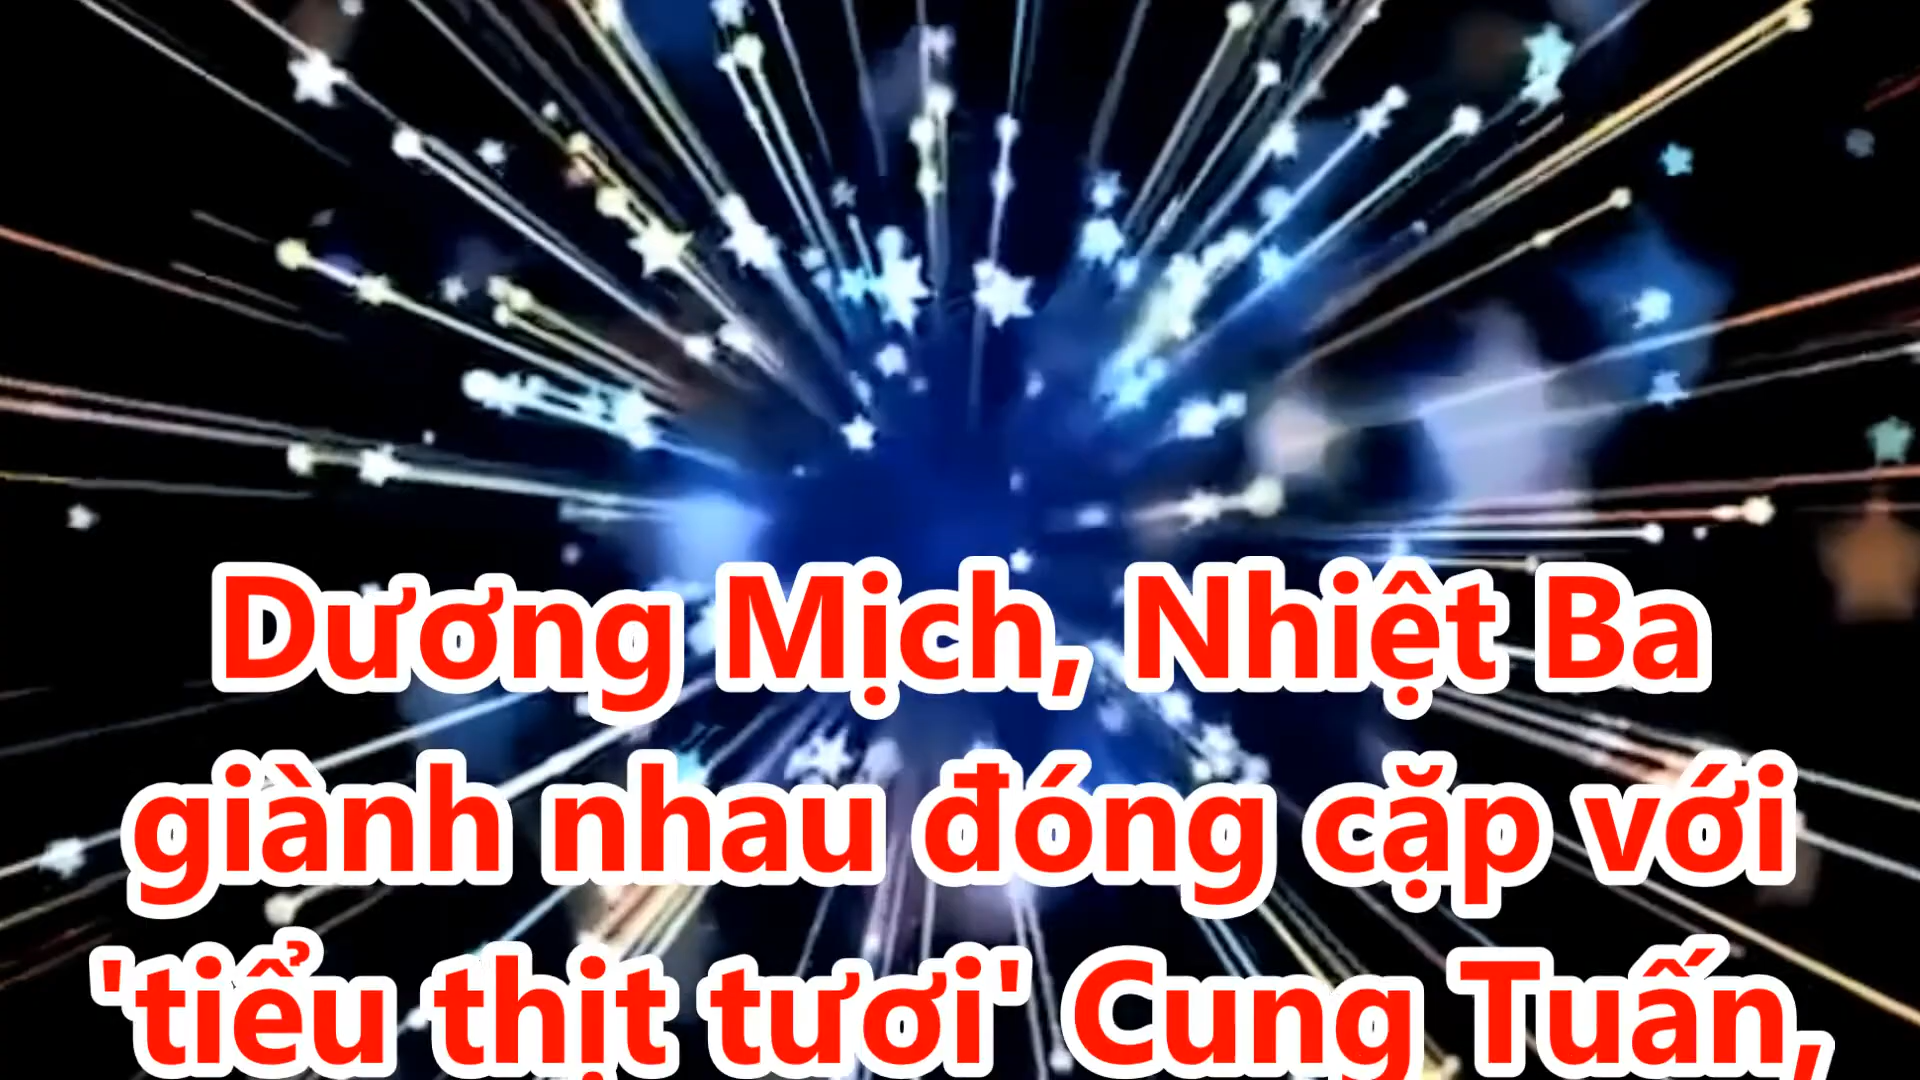 Dương Mịch, Nhiệt Ba
giành nhau đóng cặp với
'tiểu thịt tươi' Cung Tuấn,